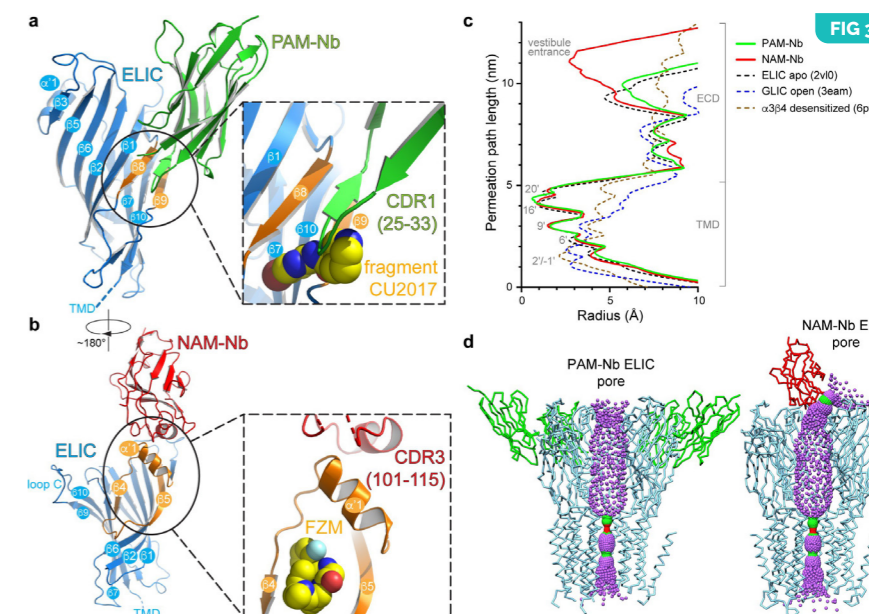 a
PAM-Nb
ELIC
α'1
β3
β5
β6
β2
β1
β8
β9
β7
β10
TMD
β1
β8
β10
β9
β7
CDR1
(25-33)
fragment
CU2017
~180°
b
NAM-Nb
ELIC
α'1
loop C
β10
β9
β4
β5
β6
β2
β1
β7
TMD
CDR3
(101-115)
α'1
FZM
β4
β5
c
FIG 3
Permeation path length (nm)
10
5
0
vestibule
entrance
20'
16'
9'
6'
2'/-1'
0
5
10
Radius (Å)
ECD
TMD
PAM-Nb
NAM-Nb
ELIC apo (2vl0)
GLIC open (3eam)
α3β4 desensitized (6p
d
PAM-Nb ELIC
pore
NAM-Nb E
pore